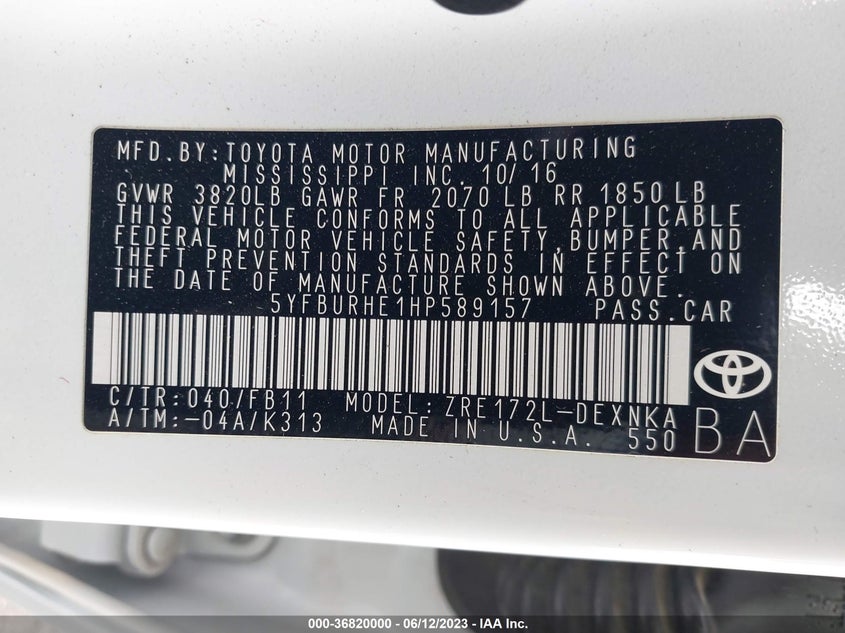 MFD.BY:TOYOTA MOTOR MANUFACTURING
MISSISSIPPI INC. 10/16
GVWR 3820LB GAWR FR 2070 LB RR 1850LB
THIS VEHICLE CONFORMS TO ALL APPLICABLE
FEDERAL MOTOR VEHICLE SAFETY,BUMPER,AND
THEFT PREVENTION STANDARDS IN EFFECT ON
THE DATE OF MANUFACTURE SHOWN ABOVE.
5YFBURHE1HP589157 PASS.CAR
C/TR:040/FB11 MODEL:ZRE172L-DEXNKA
A/TM:-04A/K313 MADE IN U.S.A. 550
BA
000-36820000 - 06/12/2023 - IAA Inc.